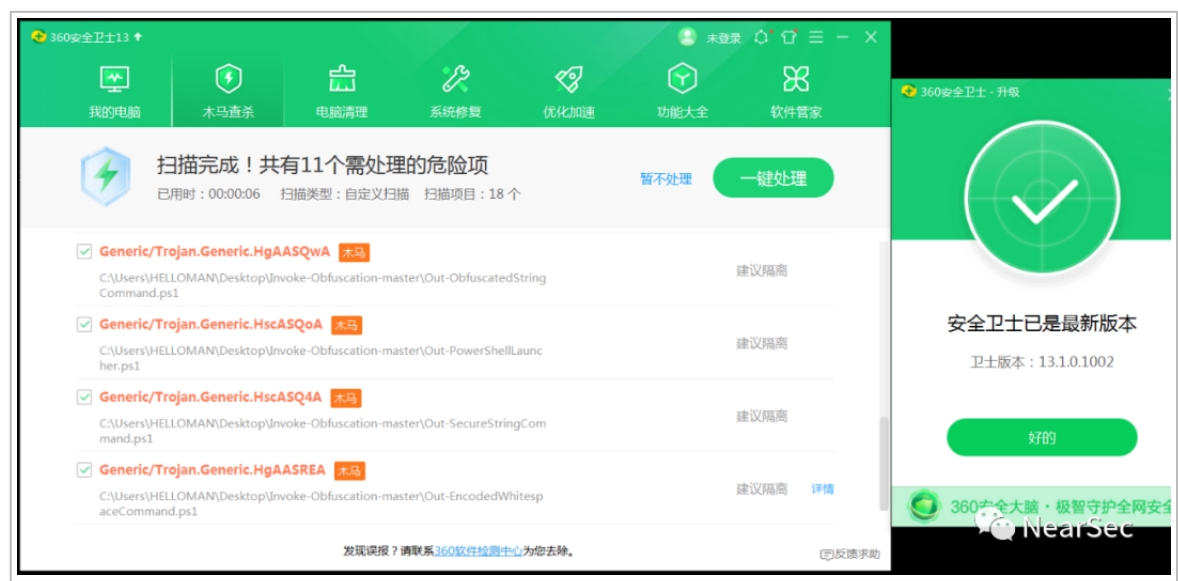 360安全卫士13
未登录
我的电脑 木马查杀 电脑清理 系统修复 优化加速 功能大全 软件管家
扫描完成！共有11个需处理的危险项
已用时：00:00:06 扫描类型：自定义扫描 扫描项目：18 个
暂不处理
一键处理
Generic/Trojan.Generic.HgAASQwA 木马
C:\Users\HELLOMAN\Desktop\Invoke-Obfuscation-master\Out-ObfuscatedString
Command.ps1
建议隔离
Generic/Trojan.Generic.HscASQoA 木马
C:\Users\HELLOMAN\Desktop\Invoke-Obfuscation-master\Out-PowerShellLaunc
her.ps1
建议隔离
Generic/Trojan.Generic.HscASQ4A 木马
C:\Users\HELLOMAN\Desktop\Invoke-Obfuscation-master\Out-SecureStringCom
mand.ps1
建议隔离
Generic/Trojan.Generic.HgAASREA 木马
C:\Users\HELLOMAN\Desktop\Invoke-Obfuscation-master\Out-EncodedWhitesp
aceCommand.ps1
建议隔离 详情
发现误报？请联系360软件检测中心为您去除。
反馈求助
360安全卫士 - 升级
安全卫士已是最新版本
卫士版本：13.1.0.1002
好的
360安全大脑·极智守护全网安全
NearSec